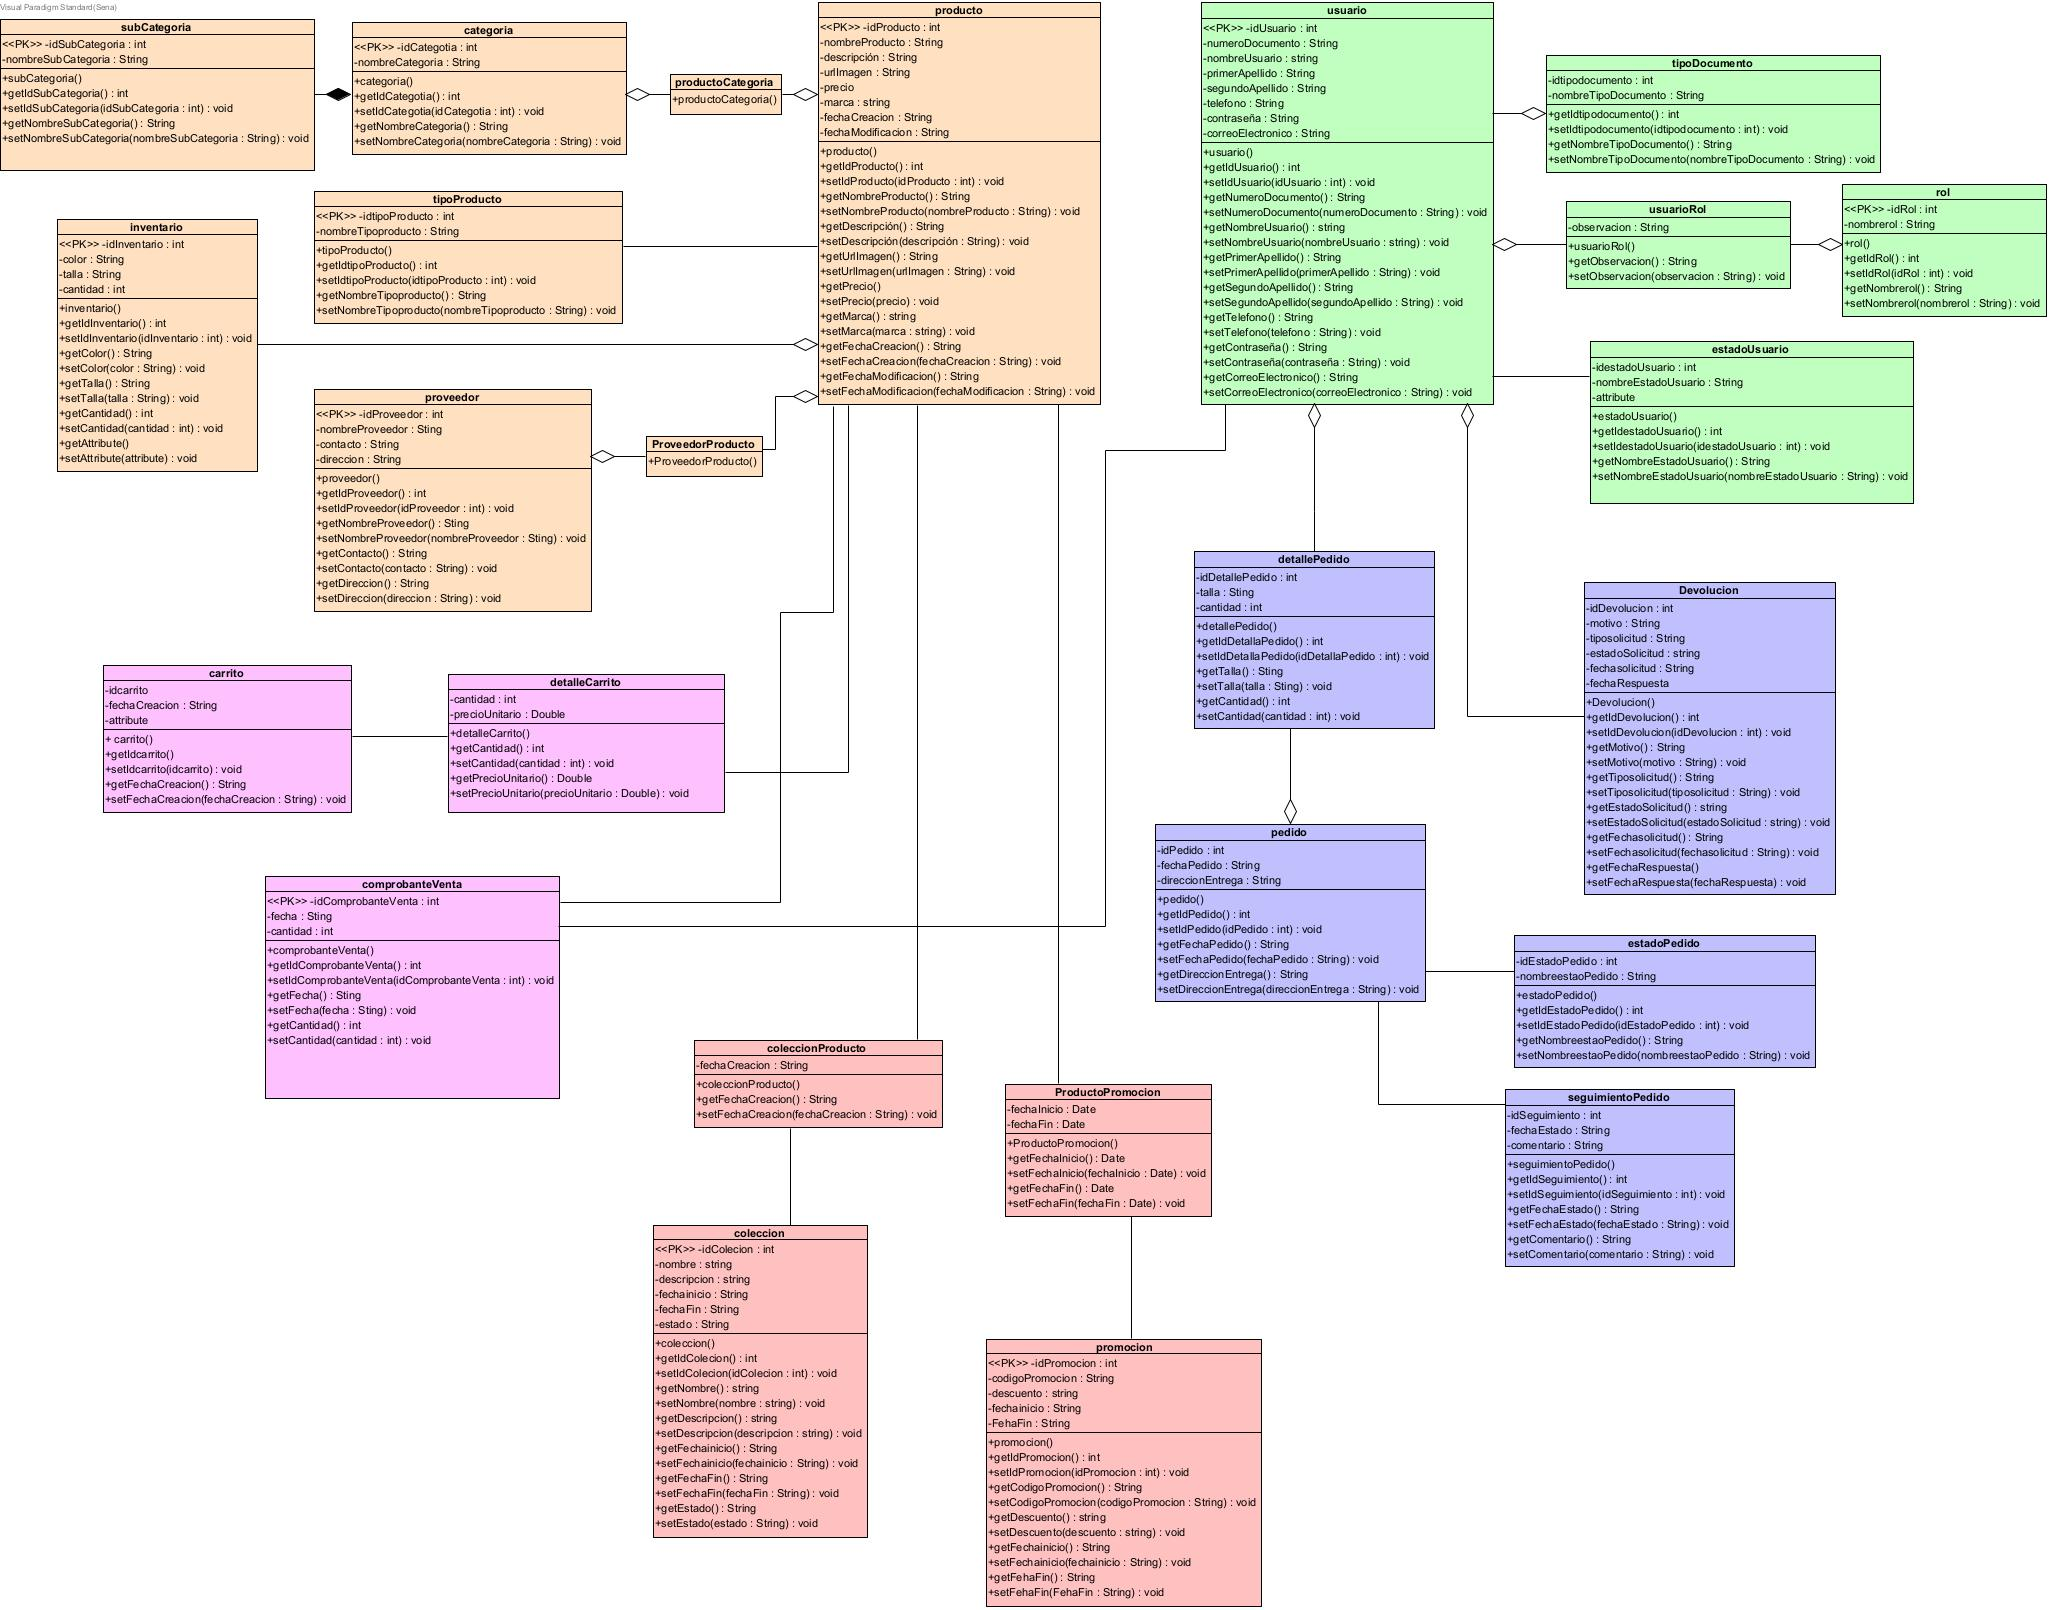 Visual Paradigm Standard(Sena)
subCategoria
<<PK>> -idSubCategoria : int
-nombreSubCategoria : String
+subCategoria()
+getIdSubCategoria() : int
+setIdSubCategoria(idSubCategoria : int) : void
+getNombreSubCategoria() : String
+setNombreSubCategoria(nombreSubCategoria : String) : void
categoria
<<PK>> -idCategotia : int
-nombreCategoria : String
+categoria()
+getIdCategotia() : int
+setIdCategotia(idCategotia : int) : void
+getNombreCategoria() : String
+setNombreCategoria(nombreCategoria : String) : void
productoCategoria
+productoCategoria()
producto
<<PK>> -idProducto : int
-nombreProducto : String
-descripción : String
-urlImagen : String
-precio
-marca : string
-fechaCreacion : String
-fechaModificacion : String
+producto()
+getIdProducto() : int
+setIdProducto(idProducto : int) : void
+getNombreProducto() : String
+setNombreProducto(nombreProducto : String) : void
+getDescripción() : String
+setDescripción(descripción : String) : void
+getUrlImagen() : String
+setUrlImagen(urlImagen : String) : void
+getPrecio()
+setPrecio(precio) : void
+getMarca() : string
+setMarca(marca : string) : void
+getFechaCreacion() : String
+setFechaCreacion(fechaCreacion : String) : void
+getFechaModificacion() : String
+setFechaModificacion(fechaModificacion : String) : void
usuario
<<PK>> -idUsuario : int
-numeroDocumento : String
-nombreUsuario : string
-primerApellido : String
-segundoApellido : String
-telefono : String
-contraseña : String
-correoElectronico : String
+usuario()
+getIdUsuario() : int
+setIdUsuario(idUsuario : int) : void
+getNumeroDocumento() : String
+setNumeroDocumento(numeroDocumento : String) : void
+getNombreUsuario() : string
+setNombreUsuario(nombreUsuario : string) : void
+getPrimerApellido() : String
+setPrimerApellido(primerApellido : String) : void
+getSegundoApellido() : String
+setSegundoApellido(segundoApellido : String) : void
+getTelefono() : String
+setTelefono(telefono : String) : void
+getContraseña() : String
+setContraseña(contraseña : String) : void
+getCorreoElectronico() : String
+setCorreoElectronico(correoElectronico : String) : void
tipoDocumento
-idtipodocumento : int
-nombreTipoDocumento : String
+getIdtipodocumento() : int
+setIdtipodocumento(idtipodocumento : int) : void
+getNombreTipoDocumento() : String
+setNombreTipoDocumento(nombreTipoDocumento : String) : void
usuarioRol
-observacion : String
+usuarioRol()
+getObservacion() : String
+setObservacion(observacion : String) : void
rol
<<PK>> -idRol : int
-nombrerol : String
+rol()
+getIdRol() : int
+setIdRol(idRol : int) : void
+getNombrerol() : String
+setNombrerol(nombrerol : String) : void
tipoProducto
<<PK>> -idtipoProducto : int
-nombreTipoproducto : String
+tipoProducto()
+getIdtipoProducto() : int
+setIdtipoProducto(idtipoProducto : int) : void
+getNombreTipoproducto() : String
+setNombreTipoproducto(nombreTipoproducto : String) : void
inventario
<<PK>> -idInventario : int
-color : String
-talla : String
-cantidad : int
+inventario()
+getIdInventario() : int
+setIdInventario(idInventario : int) : void
+getColor() : String
+setColor(color : String) : void
+getTalla() : String
+setTalla(talla : String) : void
+getCantidad() : int
+setCantidad(cantidad : int) : void
+getAttribute()
+setAttribute(attribute) : void
estadoUsuario
-idestadoUsuario : int
-nombreEstadoUsuario : String
-attribute
+estadoUsuario()
+getIdestadoUsuario() : int
+setIdestadoUsuario(idestadoUsuario : int) : void
+getNombreEstadoUsuario() : String
+setNombreEstadoUsuario(nombreEstadoUsuario : String) : void
proveedor
<<PK>> -idProveedor : int
-nombreProveedor : Sting
-contacto : String
-direccion : String
+proveedor()
+getIdProveedor() : int
+setIdProveedor(idProveedor : int) : void
+getNombreProveedor() : Sting
+setNombreProveedor(nombreProveedor : Sting) : void
+getContacto() : String
+setContacto(contacto : String) : void
+getDireccion() : String
+setDireccion(direccion : String) : void
ProveedorProducto
+ProveedorProducto()
detallePedido
-idDetallePedido : int
-talla : Sting
-cantidad : int
+detallePedido()
+getIdDetallaPedido() : int
+setIdDetallaPedido(idDetallaPedido : int) : void
+getTalla() : Sting
+setTalla(talla : Sting) : void
+getCantidad() : int
+setCantidad(cantidad : int) : void
Devolucion
-idDevolucion : int
-motivo : String
-tiposolicitud : String
-estadoSolicitud : string
-fechasolicitud : String
-fechaRespuesta
+Devolucion()
+getIdDevolucion() : int
+setIdDevolucion(idDevolucion : int) : void
+getMotivo() : String
+setMotivo(motivo : String) : void
+getTiposolicitud() : String
+setTiposolicitud(tiposolicitud : String) : void
+getEstadoSolicitud() : string
+setEstadoSolicitud(estadoSolicitud : string) : void
+getFechasolicitud() : String
+setFechasolicitud(fechasolicitud : String) : void
+getFechaRespuesta()
+setFechaRespuesta(fechaRespuesta) : void
carrito
-idcarrito
-fechaCreacion : String
-attribute
+ carrito()
+getIdcarrito()
+setIdcarrito(idcarrito) : void
+getFechaCreacion() : String
+setFechaCreacion(fechaCreacion : String) : void
detalleCarrito
-cantidad : int
-precioUnitario : Double
+detalleCarrito()
+getCantidad() : int
+setCantidad(cantidad : int) : void
+getPrecioUnitario() : Double
+setPrecioUnitario(precioUnitario : Double) : void
pedido
-idPedido : int
-fechaPedido : String
-direccionEntrega : String
+pedido()
+getIdPedido() : int
+setIdPedido(idPedido : int) : void
+getFechaPedido() : String
+setFechaPedido(fechaPedido : String) : void
+getDireccionEntrega() : String
+setDireccionEntrega(direccionEntrega : String) : void
comprobanteVenta
<<PK>> -idComprobanteVenta : int
-fecha : Sting
-cantidad : int
+comprobanteVenta()
+getIdComprobanteVenta() : int
+setIdComprobanteVenta(idComprobanteVenta : int) : void
+getFecha() : Sting
+setFecha(fecha : Sting) : void
+getCantidad() : int
+setCantidad(cantidad : int) : void
estadoPedido
-idEstadoPedido : int
-nombreestaoPedido : String
+estadoPedido()
+getIdEstadoPedido() : int
+setIdEstadoPedido(idEstadoPedido : int) : void
+getNombreestaoPedido() : String
+setNombreestaoPedido(nombreestaoPedido : String) : void
coleccionProducto
-fechaCreacion : String
+coleccionProducto()
+getFechaCreacion() : String
+setFechaCreacion(fechaCreacion : String) : void
ProductoPromocion
-fechaInicio : Date
-fechaFin : Date
+ProductoPromocion()
+getFechaInicio() : Date
+setFechaInicio(fechaInicio : Date) : void
+getFechaFin() : Date
+setFechaFin(fechaFin : Date) : void
seguimientoPedido
-idSeguimiento : int
-fechaEstado : String
-comentario : String
+seguimientoPedido()
+getIdSeguimiento() : int
+setIdSeguimiento(idSeguimiento : int) : void
+getFechaEstado() : String
+setFechaEstado(fechaEstado : String) : void
+getComentario() : String
+setComentario(comentario : String) : void
coleccion
<<PK>> -idColecion : int
-nombre : string
-descripcion : string
-fechainicio : String
-fechaFin : String
-estado : String
+coleccion()
+getIdColecion() : int
+setIdColecion(idColecion : int) : void
+getNombre() : string
+setNombre(nombre : string) : void
+getDescripcion() : string
+setDescripcion(descripcion : string) : void
+getFechainicio() : String
+setFechainicio(fechainicio : String) : void
+getFechaFin() : String
+setFechaFin(fechaFin : String) : void
+getEstado() : String
+setEstado(estado : String) : void
promocion
<<PK>> -idPromocion : int
-codigoPromocion : String
-descuento : string
-fechainicio : String
-FehaFin : String
+promocion()
+getIdPromocion() : int
+setIdPromocion(idPromocion : int) : void
+getCodigoPromocion() : String
+setCodigoPromocion(codigoPromocion : String) : void
+getDescuento() : string
+setDescuento(descuento : string) : void
+getFechainicio() : String
+setFechainicio(fechainicio : String) : void
+getFehaFin() : String
+setFehaFin(FehaFin : String) : void